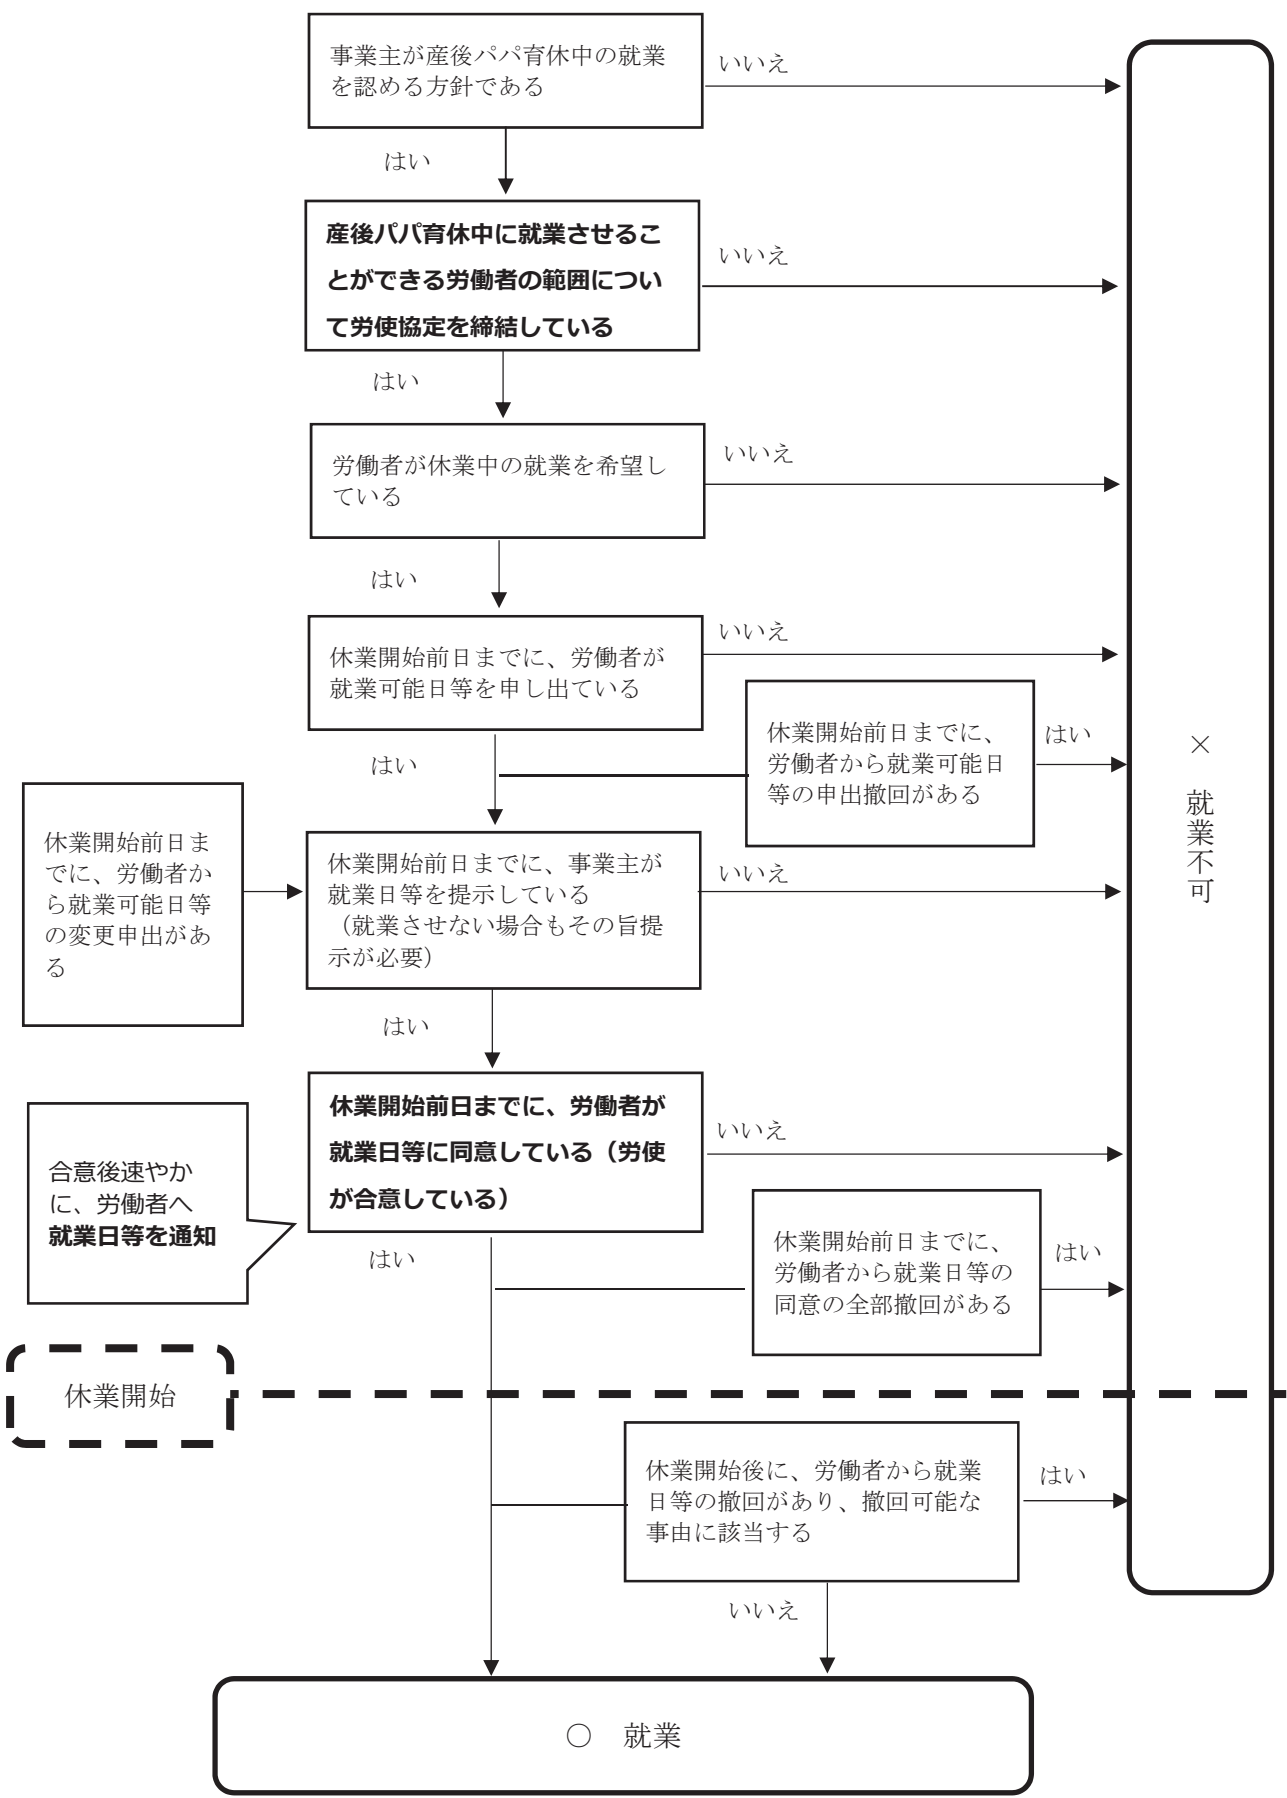 事業主が産後パパ育休中の就業
を認める方針である
いいえ
はい
産後パパ育休中に就業させるこ
とができる労働者の範囲につい
て労使協定を締結している
いいえ
はい
労働者が休業中の就業を希望し
ている
いいえ
はい
休業開始前日までに、労働者が
就業可能日等を申し出ている
いいえ
はい
休業開始前日までに、
労働者から就業可能日
等の申出撤回がある
はい
× 就業不可
休業開始前日ま
でに、労働者か
ら就業可能日等
の変更申出があ
る
休業開始前日までに、事業主が
就業日等を提示している
（就業させない場合もその旨提
示が必要）
いいえ
はい
休業開始前日までに、労働者が
就業日等に同意している（労使
が合意している）
いいえ
合意後速やか
に、労働者へ
就業日等を通知
はい
休業開始前日までに、
労働者から就業日等の
同意の全部撤回がある
はい
休業開始
休業開始後に、労働者から就業
日等の撤回があり、撤回可能な
事由に該当する
はい
いいえ
○ 就業